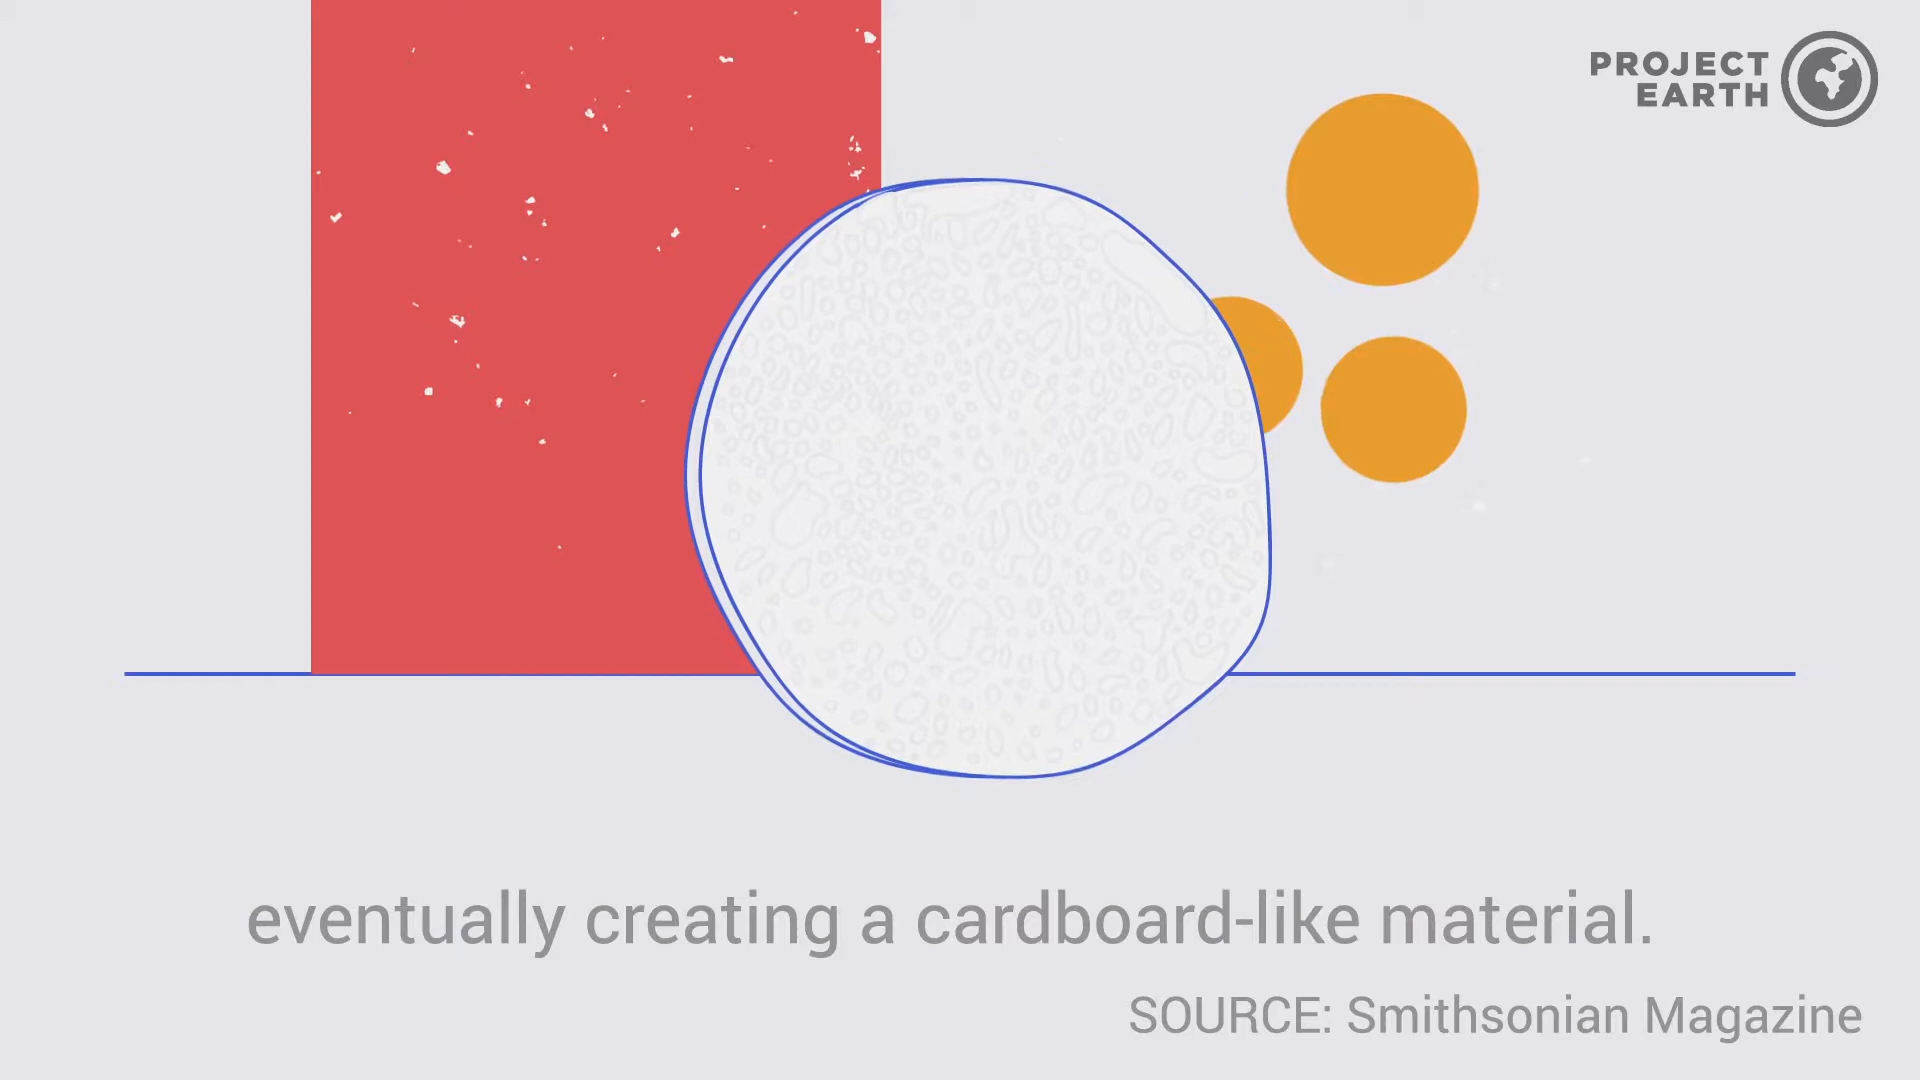 PROJECT
EARTH
eventually creating a cardboard-like material.
SOURCE: Smithsonian Magazine